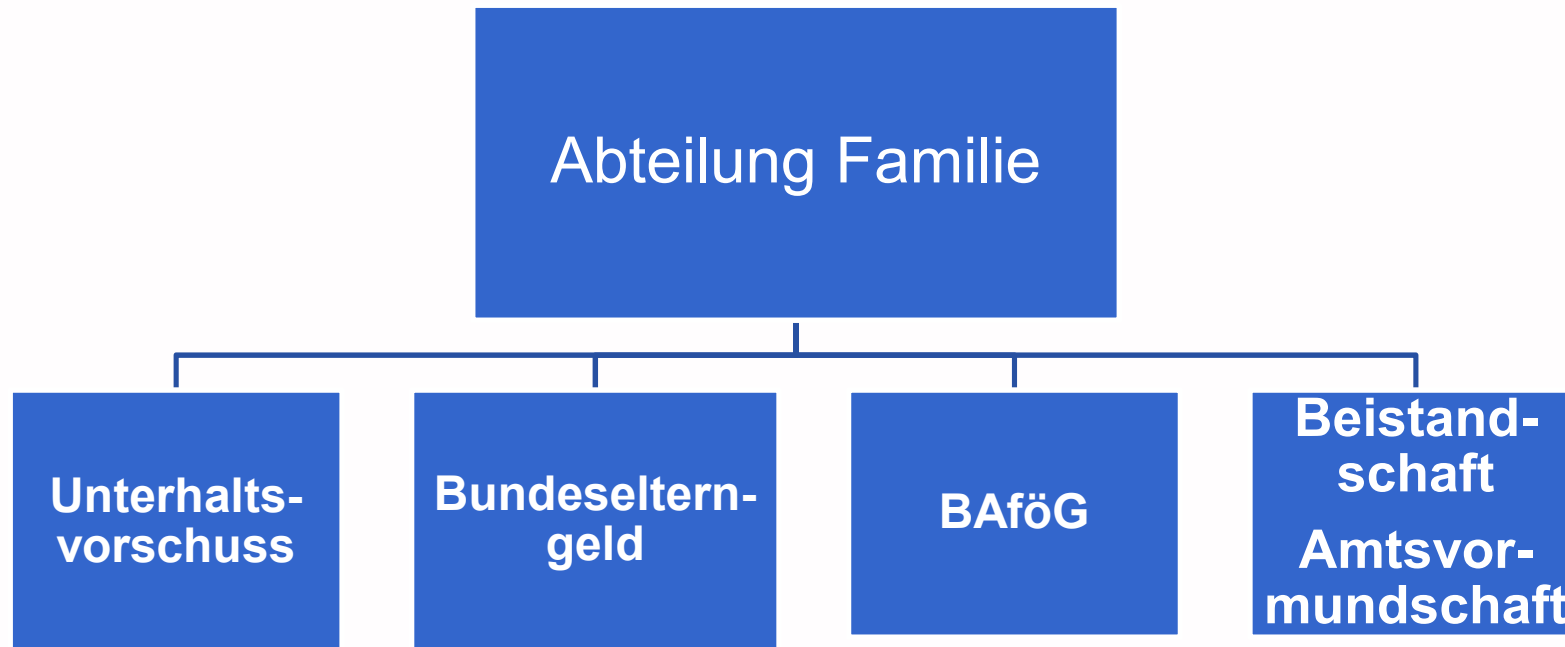 Abteilung Familie
Unterhalts-
vorschuss
Bundeseltern-
geld
BAföG
Beistand-
schaft
Amtsvor-
mundschaft